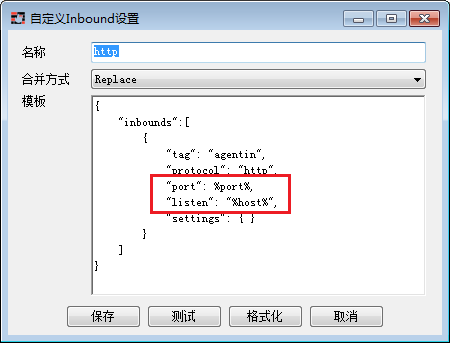 自定义Inbound设置
名称 http
合并方式 Replace
模板
{
"inbounds":[
{
"tag": "agentin",
"protocol": "http",
"port": %port%,
"listen": "%host%",
"settings": { }
}
]
}
保存 测试 格式化 取消